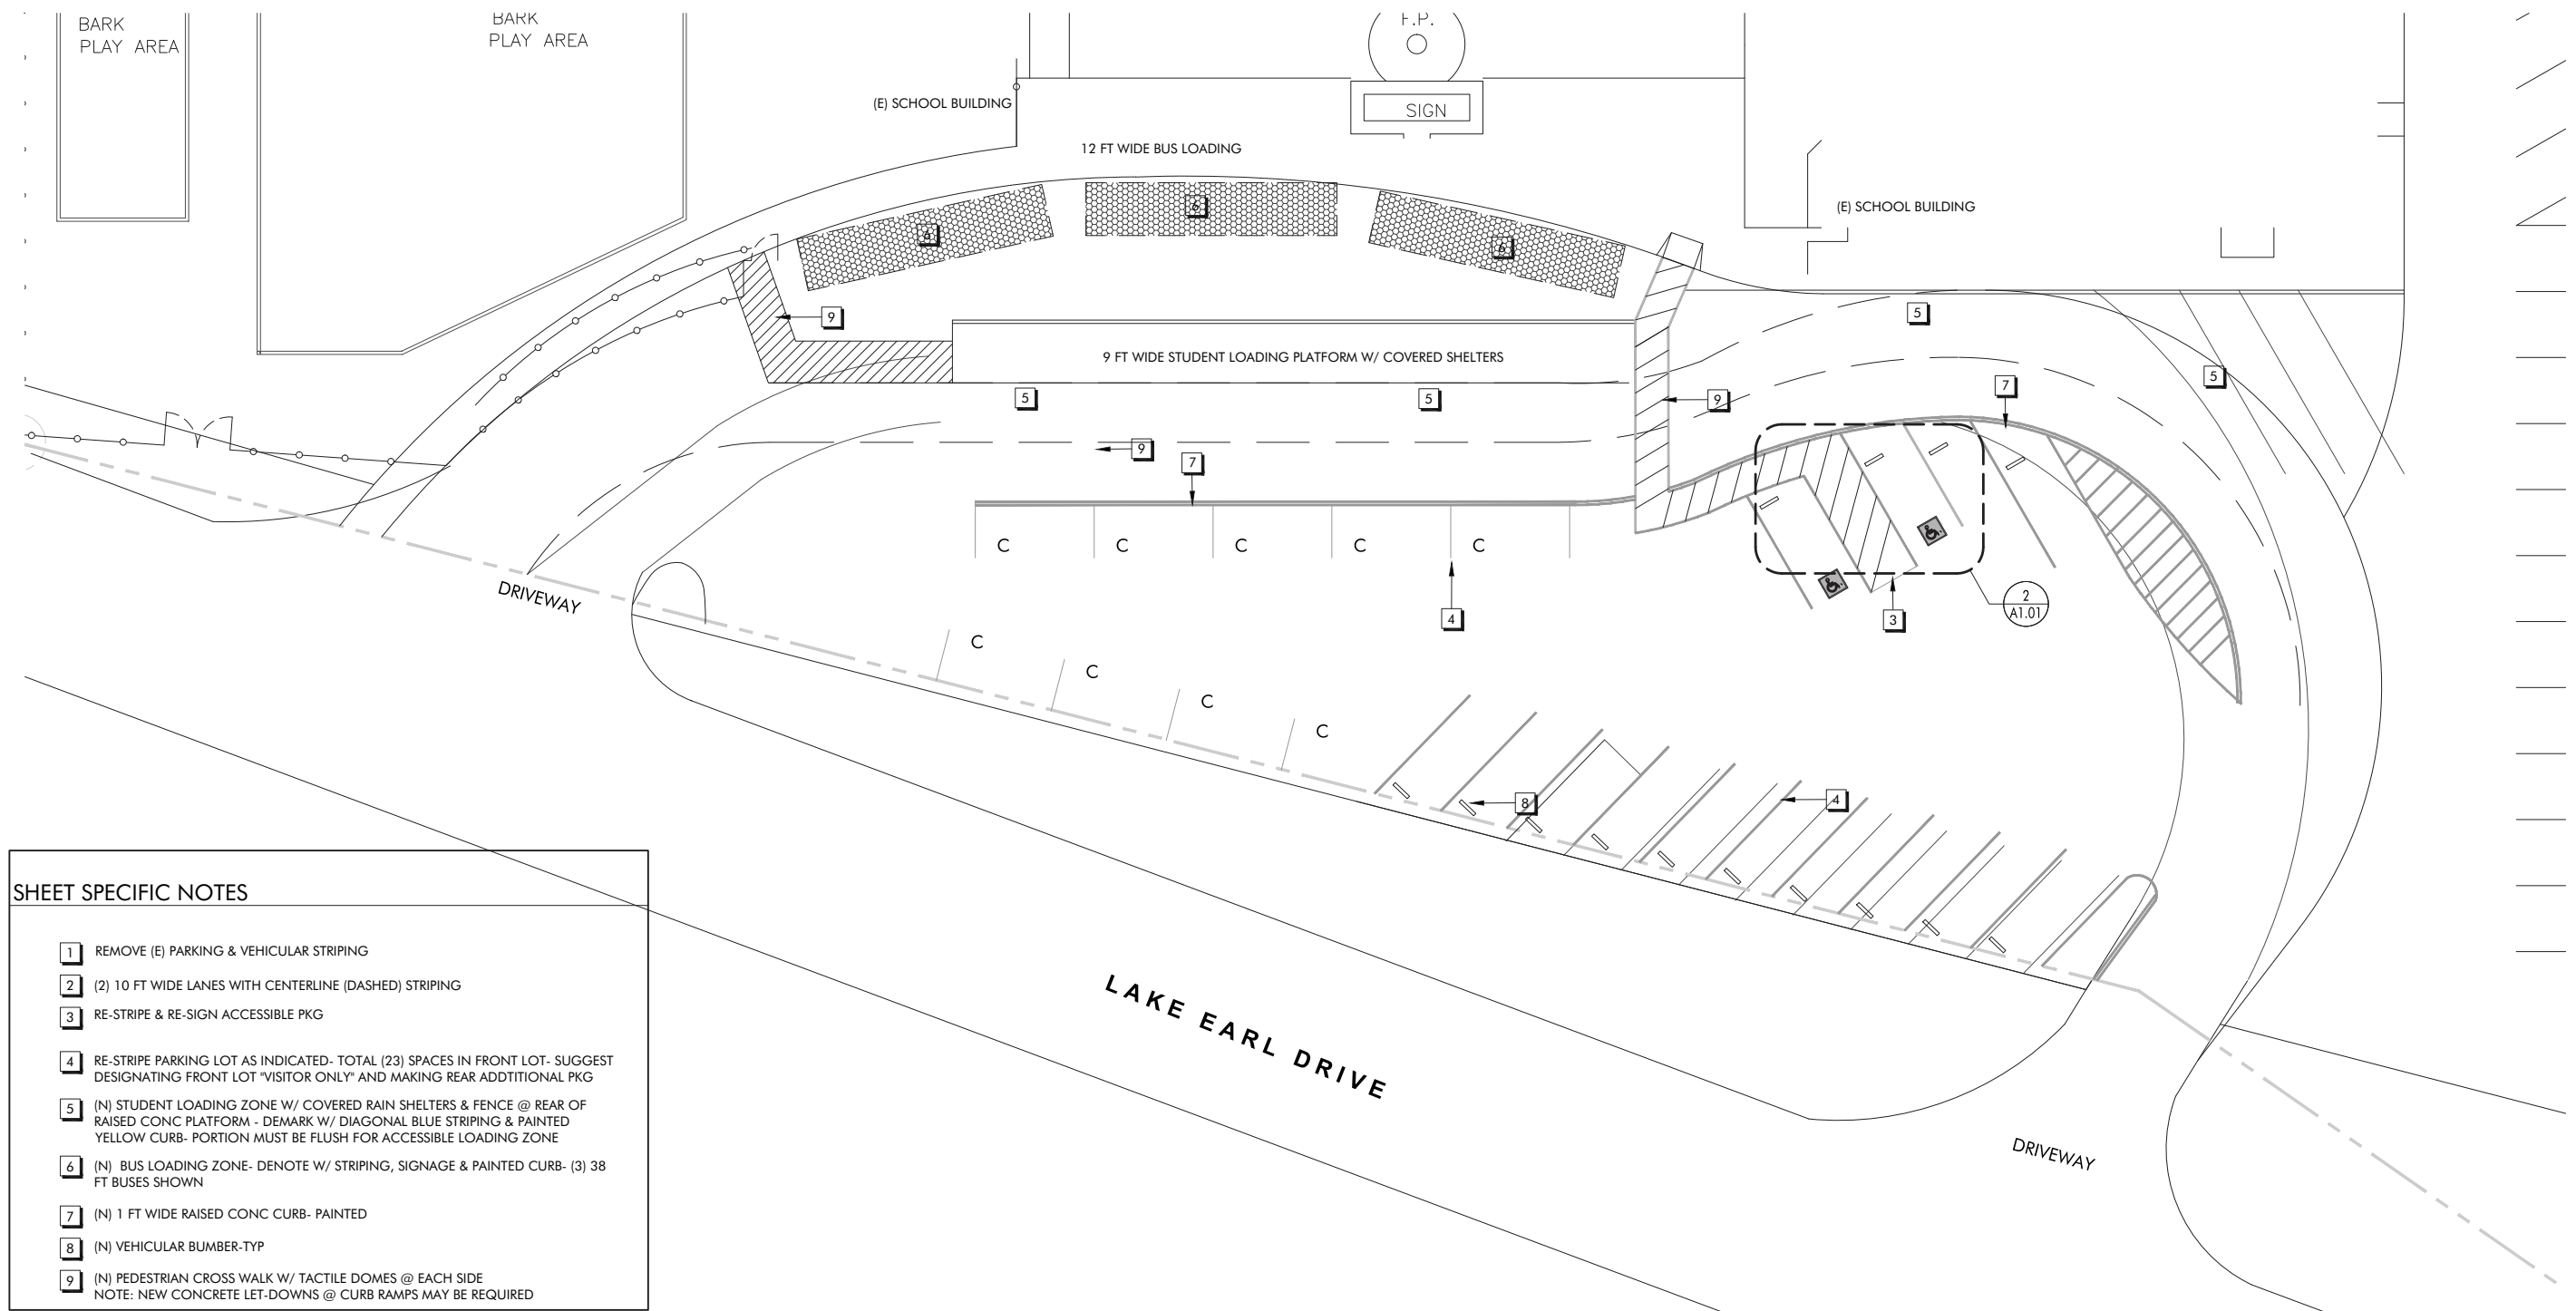 BARK
PLAY AREA
BARK
PLAY AREA
F.P.
SIGN
(E) SCHOOL BUILDING
12 FT WIDE BUS LOADING
(E) SCHOOL BUILDING
6
6
6
9
5
5
9 FT WIDE STUDENT LOADING PLATFORM W/ COVERED SHELTERS
5
5
9
7
9
7
C
C
C
C
C
4
3
2
A1.01
DRIVEWAY
C
C
C
C
8
4
LAKE EARL DRIVE
DRIVEWAY
SHEET SPECIFIC NOTES
1 REMOVE (E) PARKING & VEHICULAR STRIPING
2 (2) 10 FT WIDE LANES WITH CENTERLINE (DASHED) STRIPING
3 RE-STRIPE & RE-SIGN ACCESSIBLE PKG
4 RE-STRIPE PARKING LOT AS INDICATED- TOTAL (23) SPACES IN FRONT LOT- SUGGEST
DESIGNATING FRONT LOT "VISITOR ONLY" AND MAKING REAR ADDTITIONAL PKG
5 (N) STUDENT LOADING ZONE W/ COVERED RAIN SHELTERS & FENCE @ REAR OF
RAISED CONC PLATFORM - DEMARK W/ DIAGONAL BLUE STRIPING & PAINTED
YELLOW CURB- PORTION MUST BE FLUSH FOR ACCESSIBLE LOADING ZONE
6 (N) BUS LOADING ZONE- DENOTE W/ STRIPING, SIGNAGE & PAINTED CURB- (3) 38
FT BUSES SHOWN
7 (N) 1 FT WIDE RAISED CONC CURB- PAINTED
8 (N) VEHICULAR BUMBER-TYP
9 (N) PEDESTRIAN CROSS WALK W/ TACTILE DOMES @ EACH SIDE
NOTE: NEW CONCRETE LET-DOWNS @ CURB RAMPS MAY BE REQUIRED